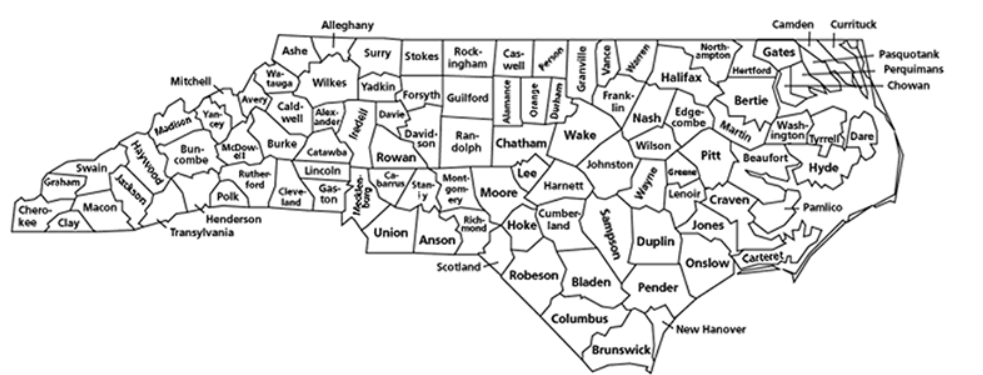 Alleghany
Camden
Currituck
Ashe
Surry
Stokes
Rock-
ingham
Cas-
well
Person
Granville
Vance
Warren
North-
ampton
Gates
Pasquotank
Perquimans
Chowan
Mitchell
Wa-
tauga
Wilkes
Yadkin
Forsyth
Guilford
Alamance
Orange
Durham
Frank-
lin
Halifax
Hertford
Bertie
Madison
Yan-
cey
Avery
Cald-
well
Alex-
ander
Iredell
Davie
Nash
Edge-
combe
Martin
Wash-
ington
Tyrrell
Dare
Swain
Haywood
Bun-
combe
McDow-
ell
Burke
Catawba
Rowan
David-
son
Ran-
dolph
Chatham
Wake
Wilson
Pitt
Beaufort
Hyde
Graham
Jackson
Ruther-
ford
Lincoln
Ca-
barrus
Stan-
ly
Mont-
gom-
ery
Moore
Lee
Harnett
Johnston
Wayne
Greene
Lenoir
Craven
Pamlico
Chero-
kee
Clay
Macon
Polk
Cleve-
land
Gas-
ton
Mecklen-
burg
Henderson
Transylvania
Union
Anson
Rich-
mond
Hoke
Cumber-
land
Sampson
Duplin
Jones
Carteret
Scotland
Robeson
Bladen
Pender
Onslow
Columbus
New Hanover
Brunswick